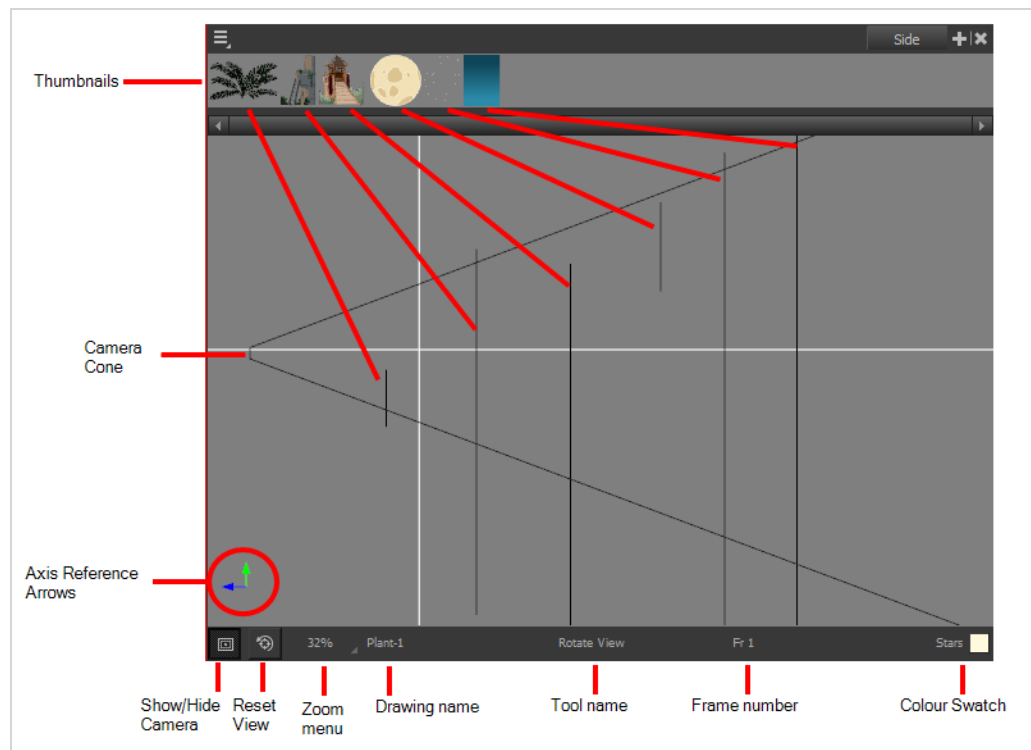 Side
Thumbnails
Camera
Cone
Axis Reference
Arrows
32%
Plant-1
Rotate View
Fr 1
Stars
Show/Hide
Camera
Reset
View
Zoom
menu
Drawing name
Tool name
Frame number
Colour Swatch